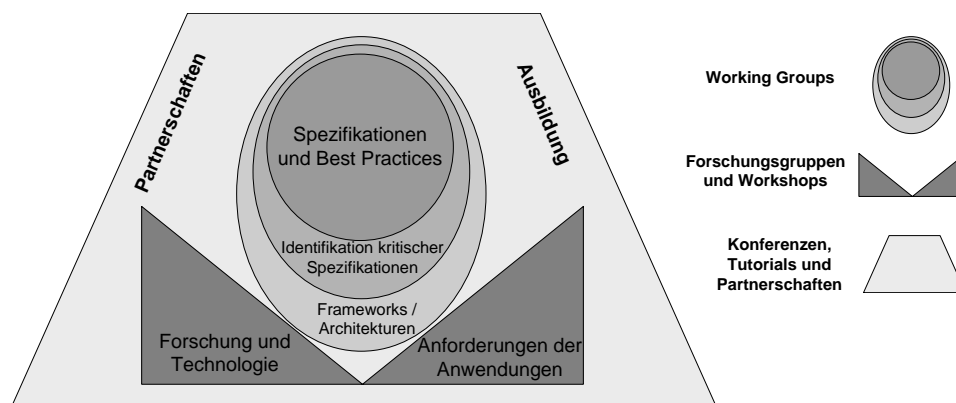 Partnerschaften
Ausbildung
Spezifikationen
und Best Practices
Identifikation kritischer
Spezifikationen
Frameworks /
Architekturen
Forschung und
Technologie
Anforderungen der
Anwendungen
Working Groups
Forschungsgruppen
und Workshops
Konferenzen,
Tutorials und
Partnerschaften